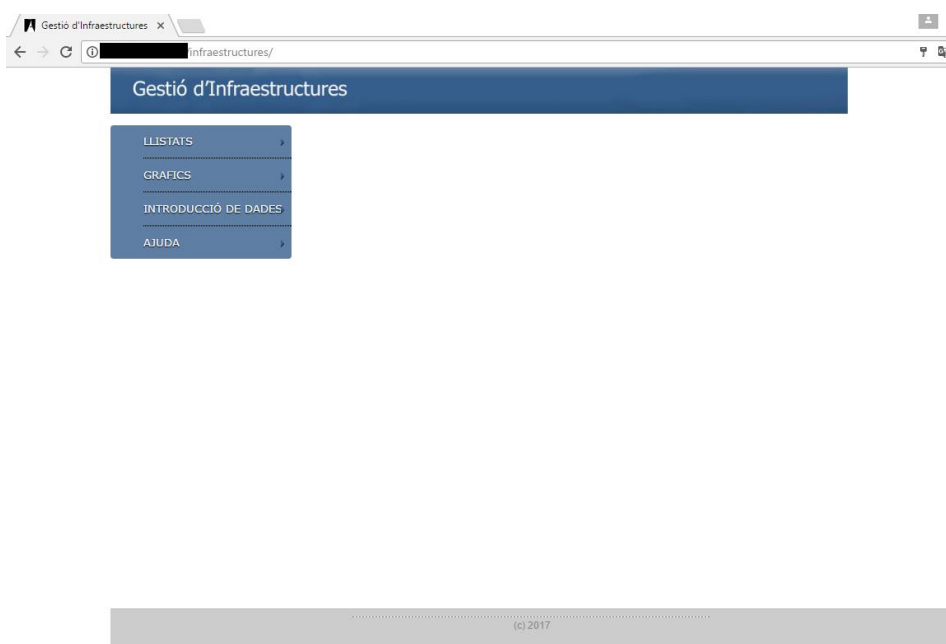 Gestió d'Infraestructures
/infraestructures/
Gestió d'Infraestructures
LLISTATS
GRAFICS
INTRODUCCIÓ DE DADES
AJUDA
(c) 2017